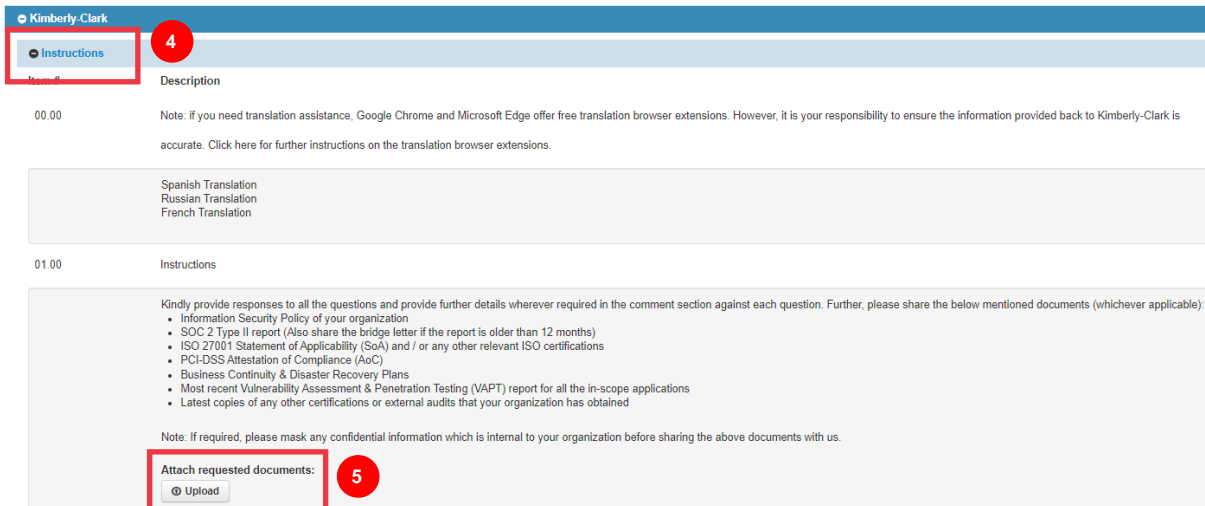 Kimberly-Clark
Instructions
4
Item # Description
00.00 Note: if you need translation assistance, Google Chrome and Microsoft Edge offer free translation browser extensions. However, it is your responsibility to ensure the information provided back to Kimberly-Clark is
accurate. Click here for further instructions on the translation browser extensions.
Spanish Translation
Russian Translation
French Translation
01.00 Instructions
Kindly provide responses to all the questions and provide further details wherever required in the comment section against each question. Further, please share the below mentioned documents (whichever applicable):
• Information Security Policy of your organization
• SOC 2 Type II report (Also share the bridge letter if the report is older than 12 months)
• ISO 27001 Statement of Applicability (SoA) and / or any other relevant ISO certifications
• PCI-DSS Attestation of Compliance (AoC)
• Business Continuity & Disaster Recovery Plans
• Most recent Vulnerability Assessment & Penetration Testing (VAPT) report for all the in-scope applications
• Latest copies of any other certifications or external audits that your organization has obtained
Note: If required, please mask any confidential information which is internal to your organization before sharing the above documents with us.
Attach requested documents:
5
Upload